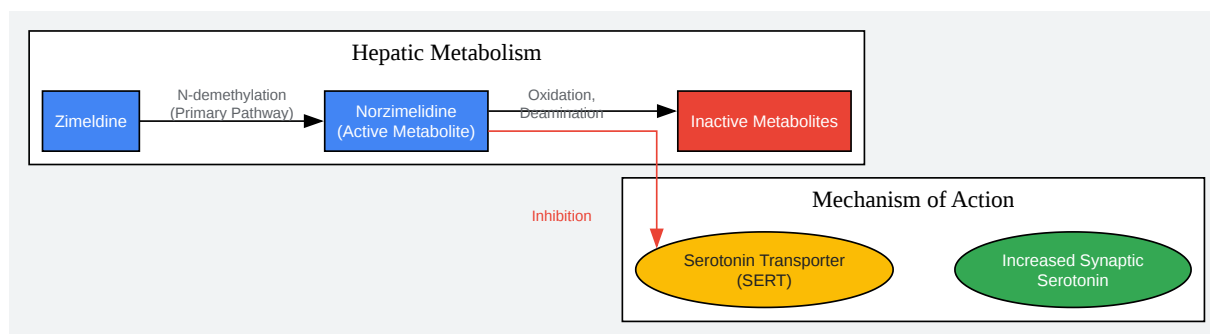 Hepatic Metabolism
Zimeldine
N-demethylation
(Primary Pathway)
Norzimelidine
(Active Metabolite)
Oxidation,
Deamination
Inactive Metabolites
Mechanism of Action
Inhibition
Serotonin Transporter
(SERT)
Increased Synaptic
Serotonin